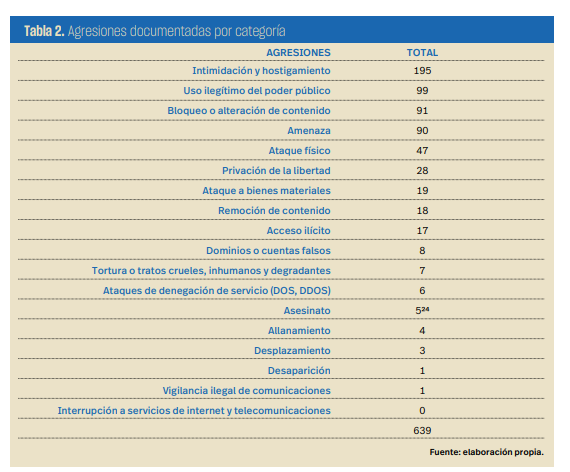 Tabla 2. Agresiones documentadas por categoría
AGRESIONES TOTAL
Intimidación y hostigamiento 195
Uso ilegítimo del poder público 99
Bloqueo o alteración de contenido 91
Amenaza 90
Ataque físico 47
Privación de la libertad 28
Ataque a bienes materiales 19
Remoción de contenido 18
Acceso ilícito 17
Dominios o cuentas falsos 8
Tortura o tratos crueles, inhumanos y degradantes 7
Ataques de denegación de servicio (DOS, DDOS) 6
Asesinato 5²⁴
Allanamiento 4
Desplazamiento 3
Desaparición 1
Vigilancia ilegal de comunicaciones 1
Interrupción a servicios de internet y telecomunicaciones 0
639
Fuente: elaboración propia.